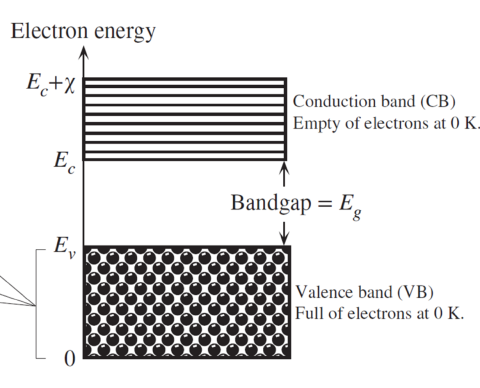 Electron energy
E_c+χ
Conduction band (CB)
Empty of electrons at 0 K.
E_c
Bandgap = E_g
E_v
Valence band (VB)
Full of electrons at 0 K.
0